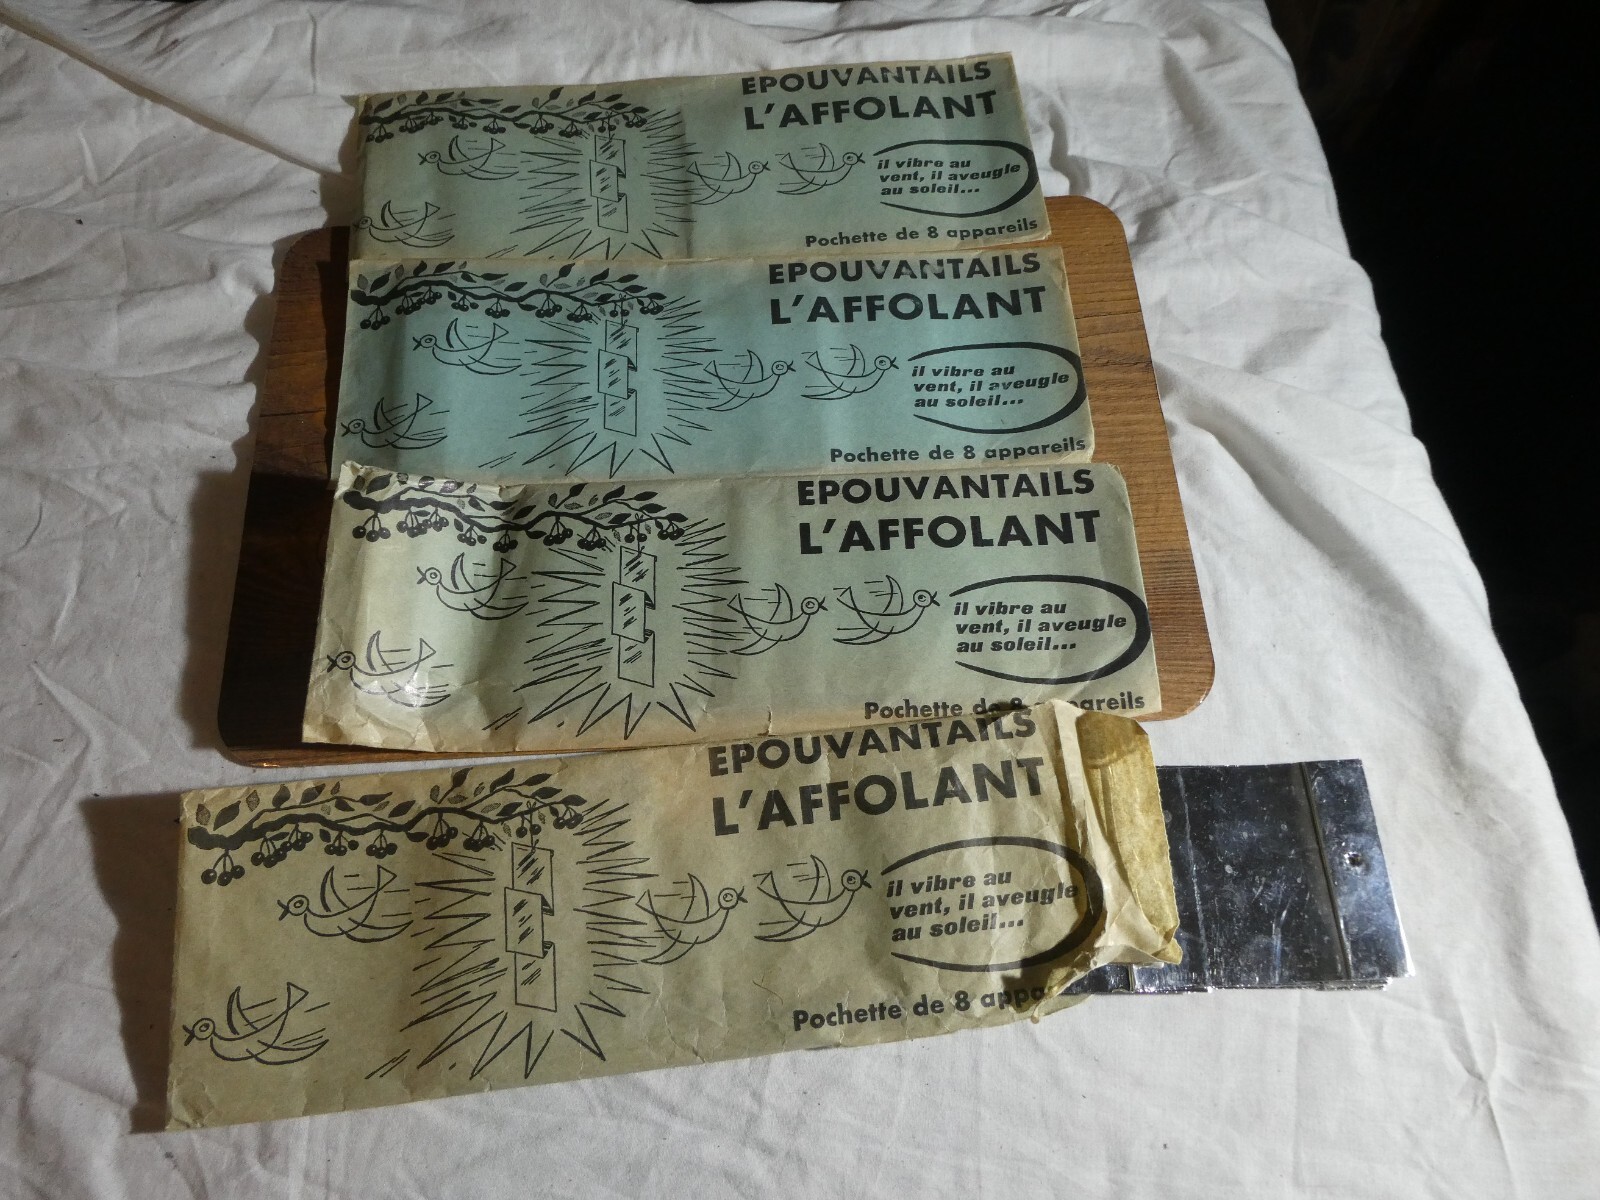 EPOUVANTAILS
L'AFFOLANT
il vibre au
vent, il aveugle
au soleil...
Pochette de 8 appareils
EPOUVANTAILS
L'AFFOLANT
il vibre au
vent, il aveugle
au soleil...
Pochette de 8 appareils
EPOUVANTAILS
L'AFFOLANT
il vibre au
vent, il aveugle
au soleil...
Pochette de 8 appareils
EPOUVANTAILS
L'AFFOLANT
il vibre au
vent, il aveugle
au soleil...
Pochette de 8 appa